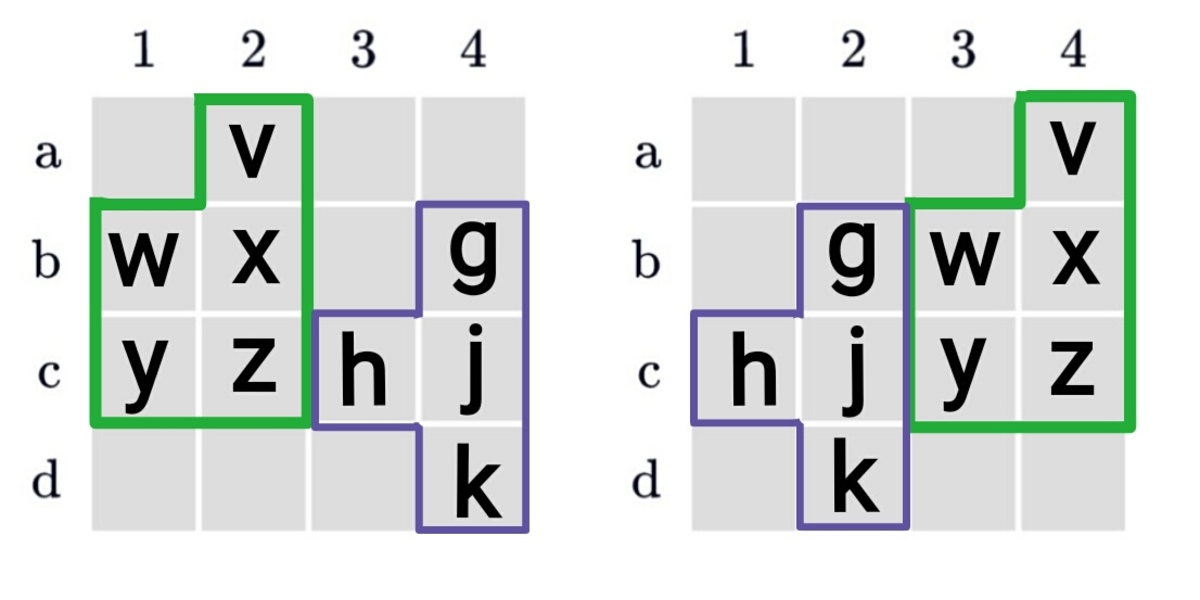 1 2 3 4 1 2 3 4
a v a v
b w x g b g w x
c y z h j c h j y z
d k d k